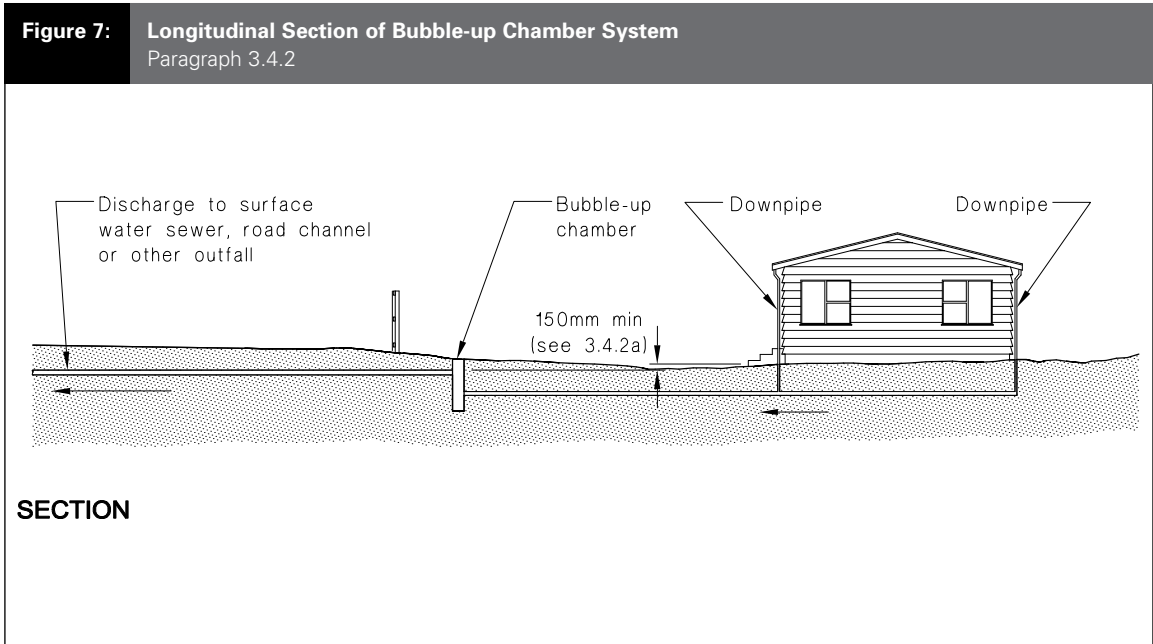 Figure 7:
Longitudinal Section of Bubble-up Chamber System
Paragraph 3.4.2
Discharge to surface
water sewer, road channel
or other outfall
Bubble-up
chamber
Downpipe
Downpipe
150mm min
(see 3.4.2a)
SECTION